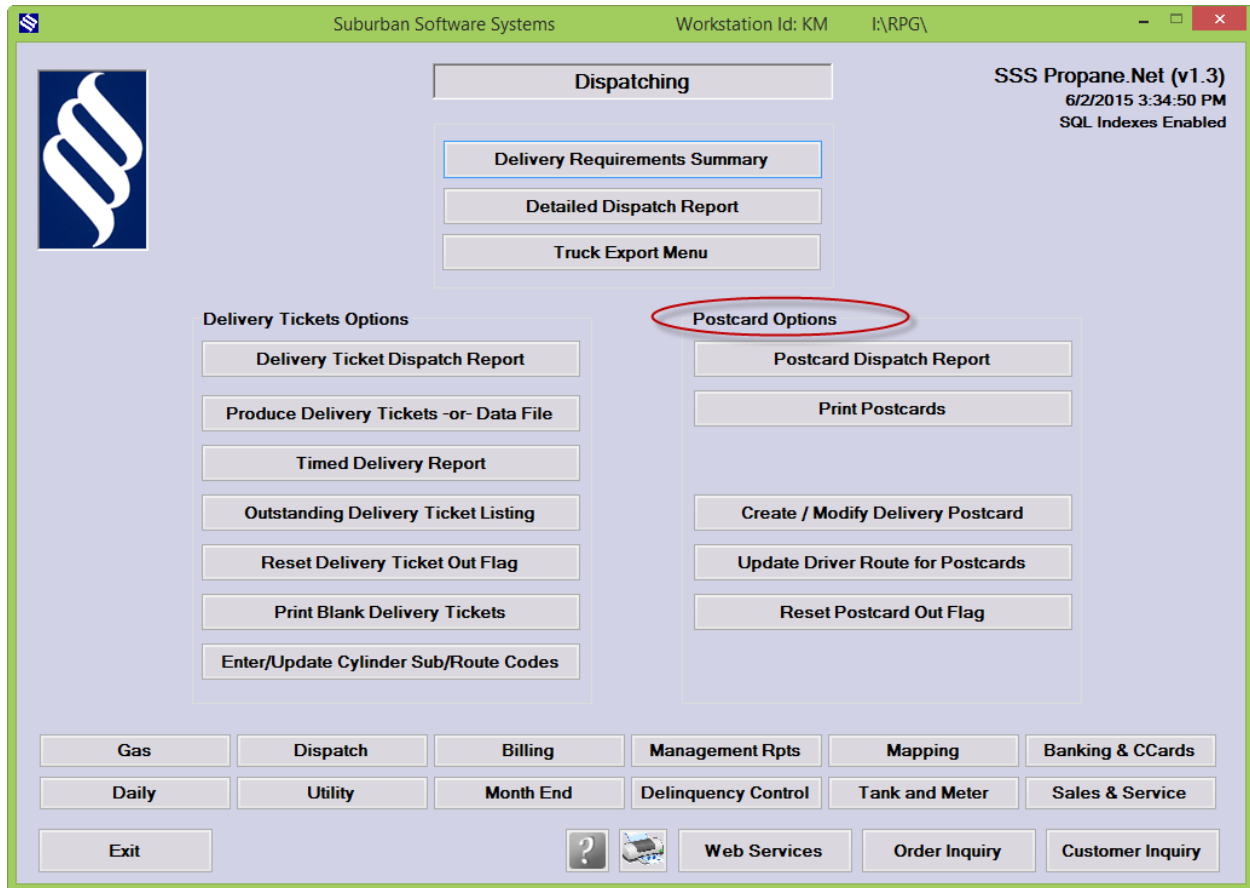 Suburban Software Systems Workstation Id: KM I:\RPG\
Dispatching
SSS Propane.Net (v1.3)
6/2/2015 3:34:50 PM
SQL Indexes Enabled
Delivery Requirements Summary
Detailed Dispatch Report
Truck Export Menu
Delivery Tickets Options
Delivery Ticket Dispatch Report
Produce Delivery Tickets -or- Data File
Timed Delivery Report
Outstanding Delivery Ticket Listing
Reset Delivery Ticket Out Flag
Print Blank Delivery Tickets
Enter/Update Cylinder Sub/Route Codes
Postcard Options
Postcard Dispatch Report
Print Postcards
Create / Modify Delivery Postcard
Update Driver Route for Postcards
Reset Postcard Out Flag
Gas Dispatch Billing Management Rpts Mapping Banking & CCards
Daily Utility Month End Delinquency Control Tank and Meter Sales & Service
Exit ? Web Services Order Inquiry Customer Inquiry